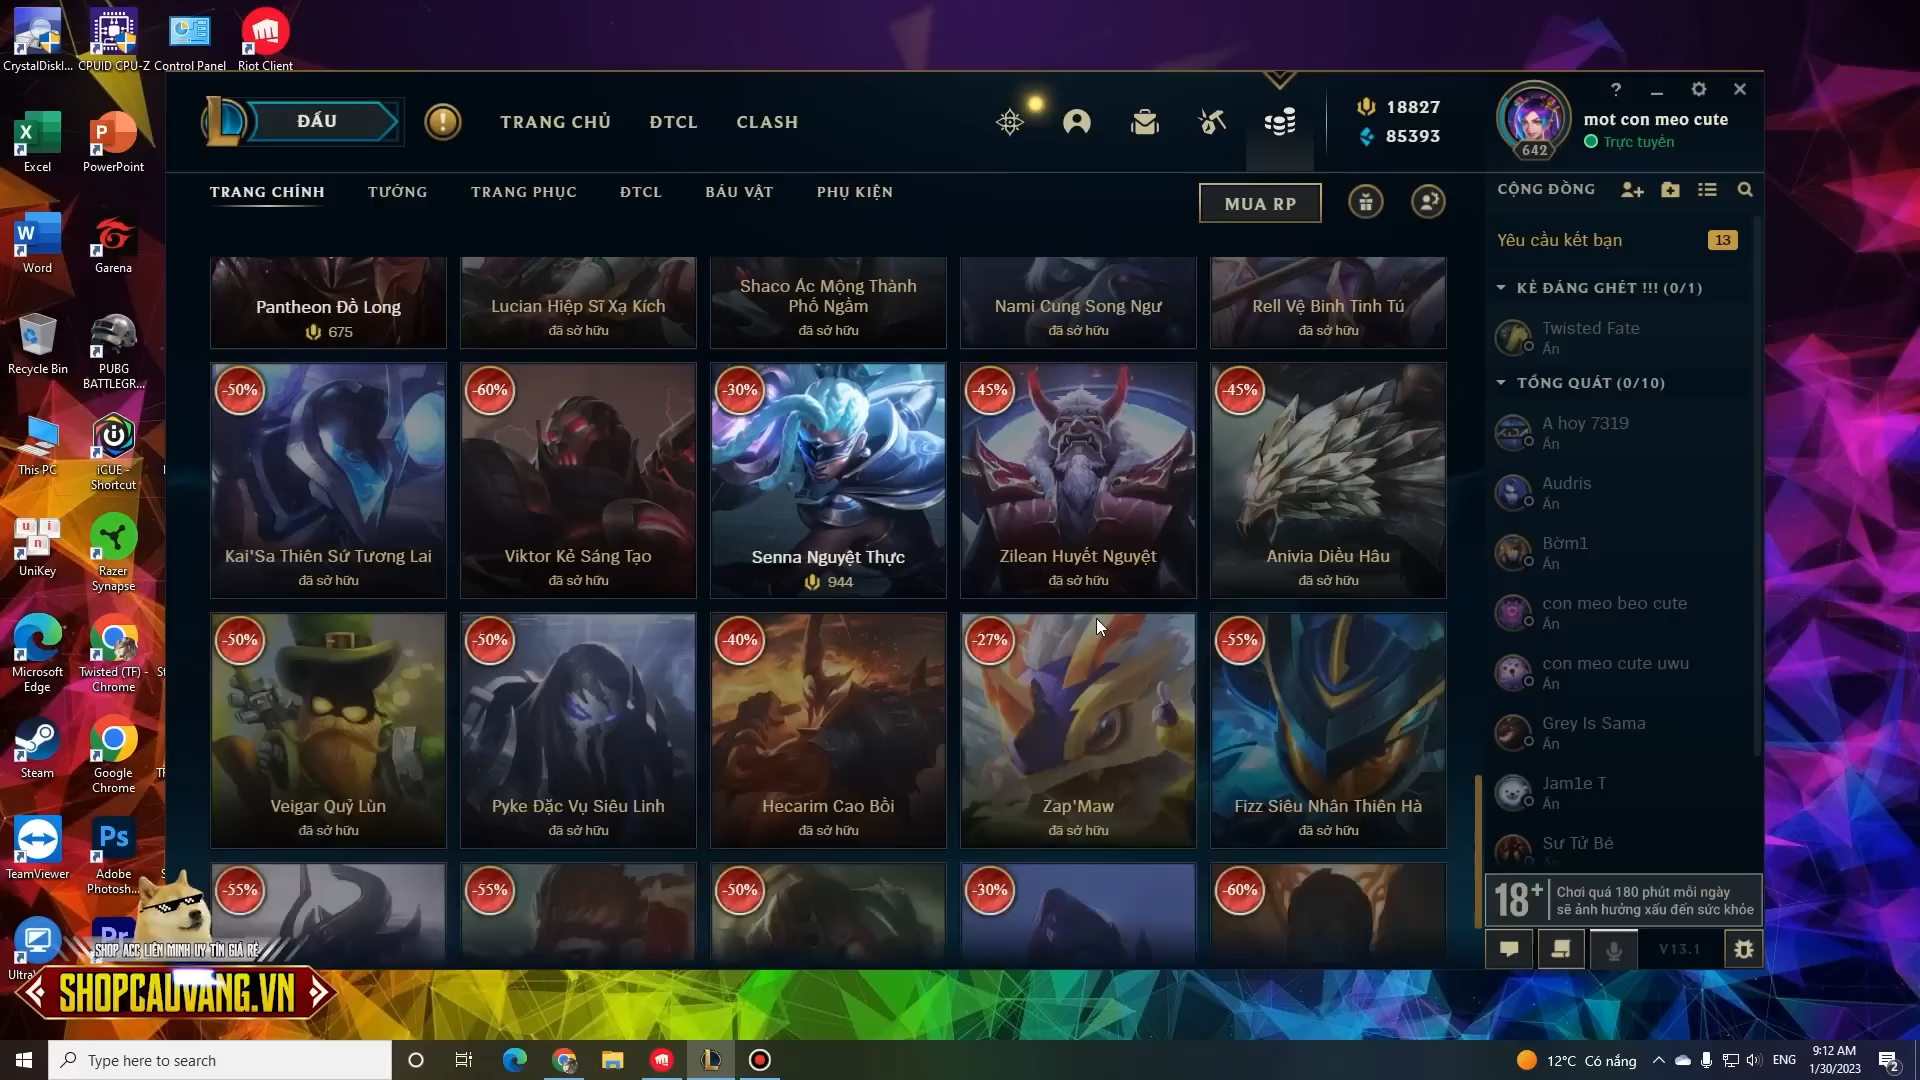 CrystalDiskI...
CPUID CPU-Z
Control Panel
Riot Client
Excel
PowerPoint
Word
Garena
Recycle Bin
PUBG
BATTLEGR...
This PC
iCUE -
Shortcut
UniKey
Razer
Synapse
Microsoft
Edge
Twisted (TF) -
Chrome
Steam
Google
Chrome
TeamViewer
Adobe
Photosh...
ĐẤU
TRANG CHỦ
ĐTCL
CLASH
18827
85393
642
mot con meo cute
Trực tuyến
TRANG CHÍNH
TƯỚNG
TRANG PHỤC
ĐTCL
BÁU VẬT
PHỤ KIỆN
MUA RP
Pantheon Đồ Long
675
Lucian Hiệp Sĩ Xạ Kích
đã sở hữu
Shaco Ác Mộng Thành
Phố Ngầm
đã sở hữu
Nami Cung Song Ngư
đã sở hữu
Rell Vệ Binh Tinh Tú
đã sở hữu
-50%
Kai'Sa Thiên Sứ Tương Lai
đã sở hữu
-60%
Viktor Kẻ Sáng Tạo
đã sở hữu
-30%
Senna Nguyệt Thực
944
-45%
Zilean Huyết Nguyệt
đã sở hữu
-45%
Anivia Diều Hâu
đã sở hữu
-50%
Veigar Quỷ Lùn
đã sở hữu
-50%
Pyke Đặc Vụ Siêu Linh
đã sở hữu
-40%
Hecarim Cao Bồi
đã sở hữu
-27%
Zap'Maw
đã sở hữu
-55%
Fizz Siêu Nhân Thiên Hà
đã sở hữu
-55%
-55%
-50%
-30%
-60%
CỘNG ĐỒNG
Yêu cầu kết bạn
13
KẺ ĐÁNG GHÉT !!! (0/1)
Twisted Fate
Ẩn
TỔNG QUÁT (0/10)
A hoy 7319
Ẩn
Audris
Ẩn
Bờm1
Ẩn
con meo beo cute
Ẩn
con meo cute uwu
Ẩn
Grey Is Sama
Ẩn
Jam1e T
Ẩn
Sư Tử Bé
18+
Chơi quá 180 phút mỗi ngày
sẽ ảnh hưởng xấu đến sức khỏe
V13.1
SHOP ACC LIÊN MINH UY TÍN GIÁ RẺ
SHOPCAUVANG.VN
Type here to search
12°C Có nắng
ENG
9:12 AM
1/30/2023
2